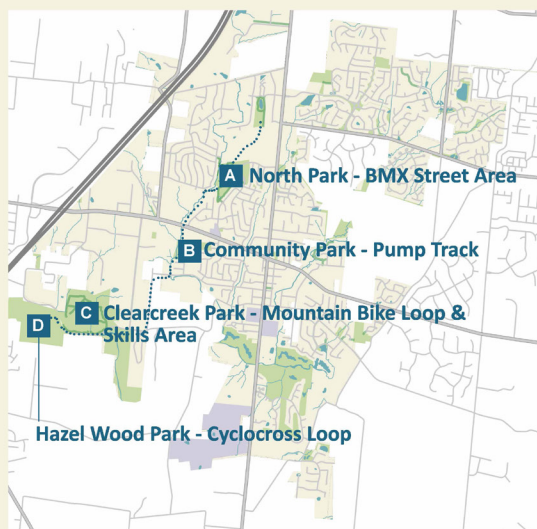 A North Park - BMX Street Area
B Community Park - Pump Track
C Clearcreek Park - Mountain Bike Loop &
Skills Area
D
Hazel Wood Park - Cyclocross Loop